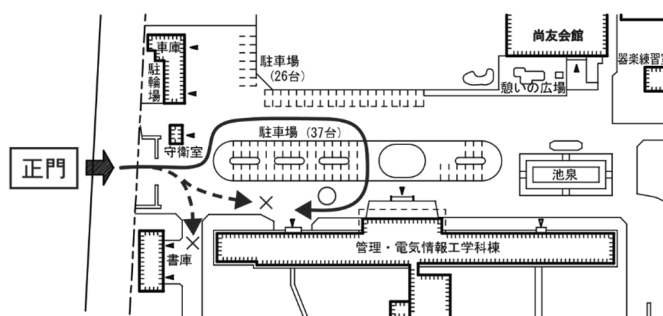 車庫
駐輪場
駐車場
(26台)
尚友会館
器楽練習室
憩いの広場
守衛室
駐車場(37台)
正門
池泉
書庫
管理・電気情報工学科棟